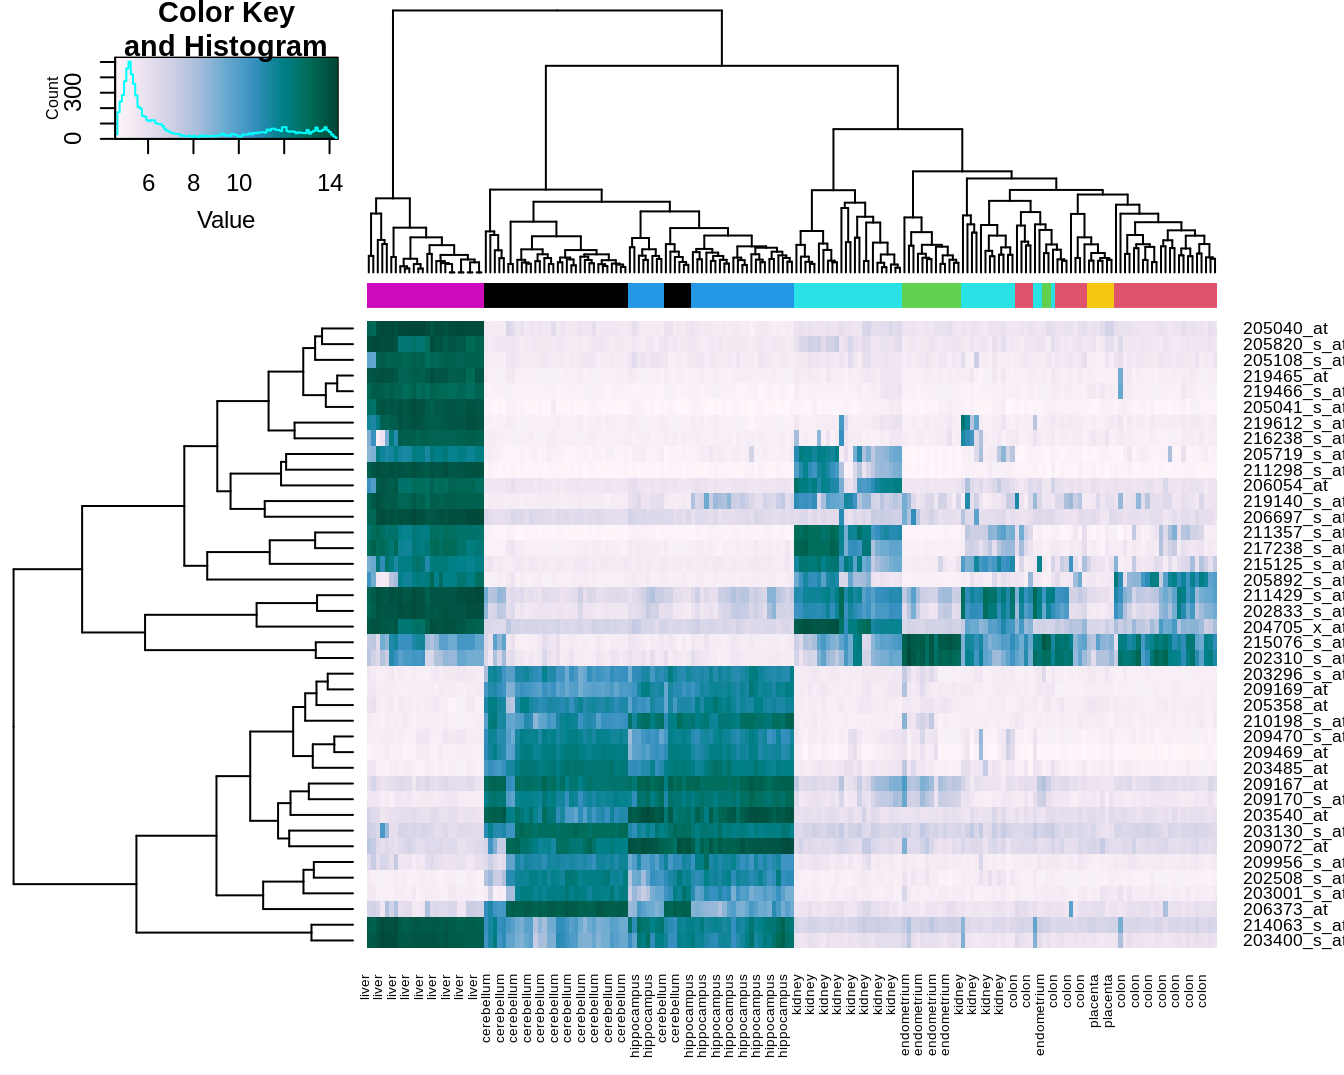 Color Key
and Histogram
Count
0
300
6
8
10
14
Value
205040_at
205820_s_at
205108_s_at
219465_at
219466_s_at
205041_s_at
219612_s_at
216238_s_at
205719_s_at
211298_s_at
206054_at
219140_s_at
206697_s_at
211357_s_at
217238_s_at
215125_s_at
205892_s_at
211429_s_at
202833_s_at
204705_x_at
215076_s_at
202310_s_at
203296_s_at
209169_at
205358_at
210198_s_at
209470_s_at
209469_at
203485_at
209167_at
209170_s_at
203540_at
203130_s_at
209072_at
209956_s_at
202508_s_at
203001_s_at
206373_at
214063_s_at
203400_s_at
liver
liver
liver
liver
liver
liver
liver
liver
liver
cerebellum
cerebellum
cerebellum
cerebellum
cerebellum
cerebellum
cerebellum
cerebellum
cerebellum
cerebellum
cerebellum
hippocampus
hippocampus
cerebellum
cerebellum
hippocampus
hippocampus
hippocampus
hippocampus
hippocampus
hippocampus
hippocampus
hippocampus
kidney
kidney
kidney
kidney
kidney
kidney
kidney
kidney
endometrium
endometrium
endometrium
endometrium
kidney
kidney
kidney
kidney
colon
colon
endometrium
colon
colon
colon
placenta
placenta
colon
colon
colon
colon
colon
colon
colon